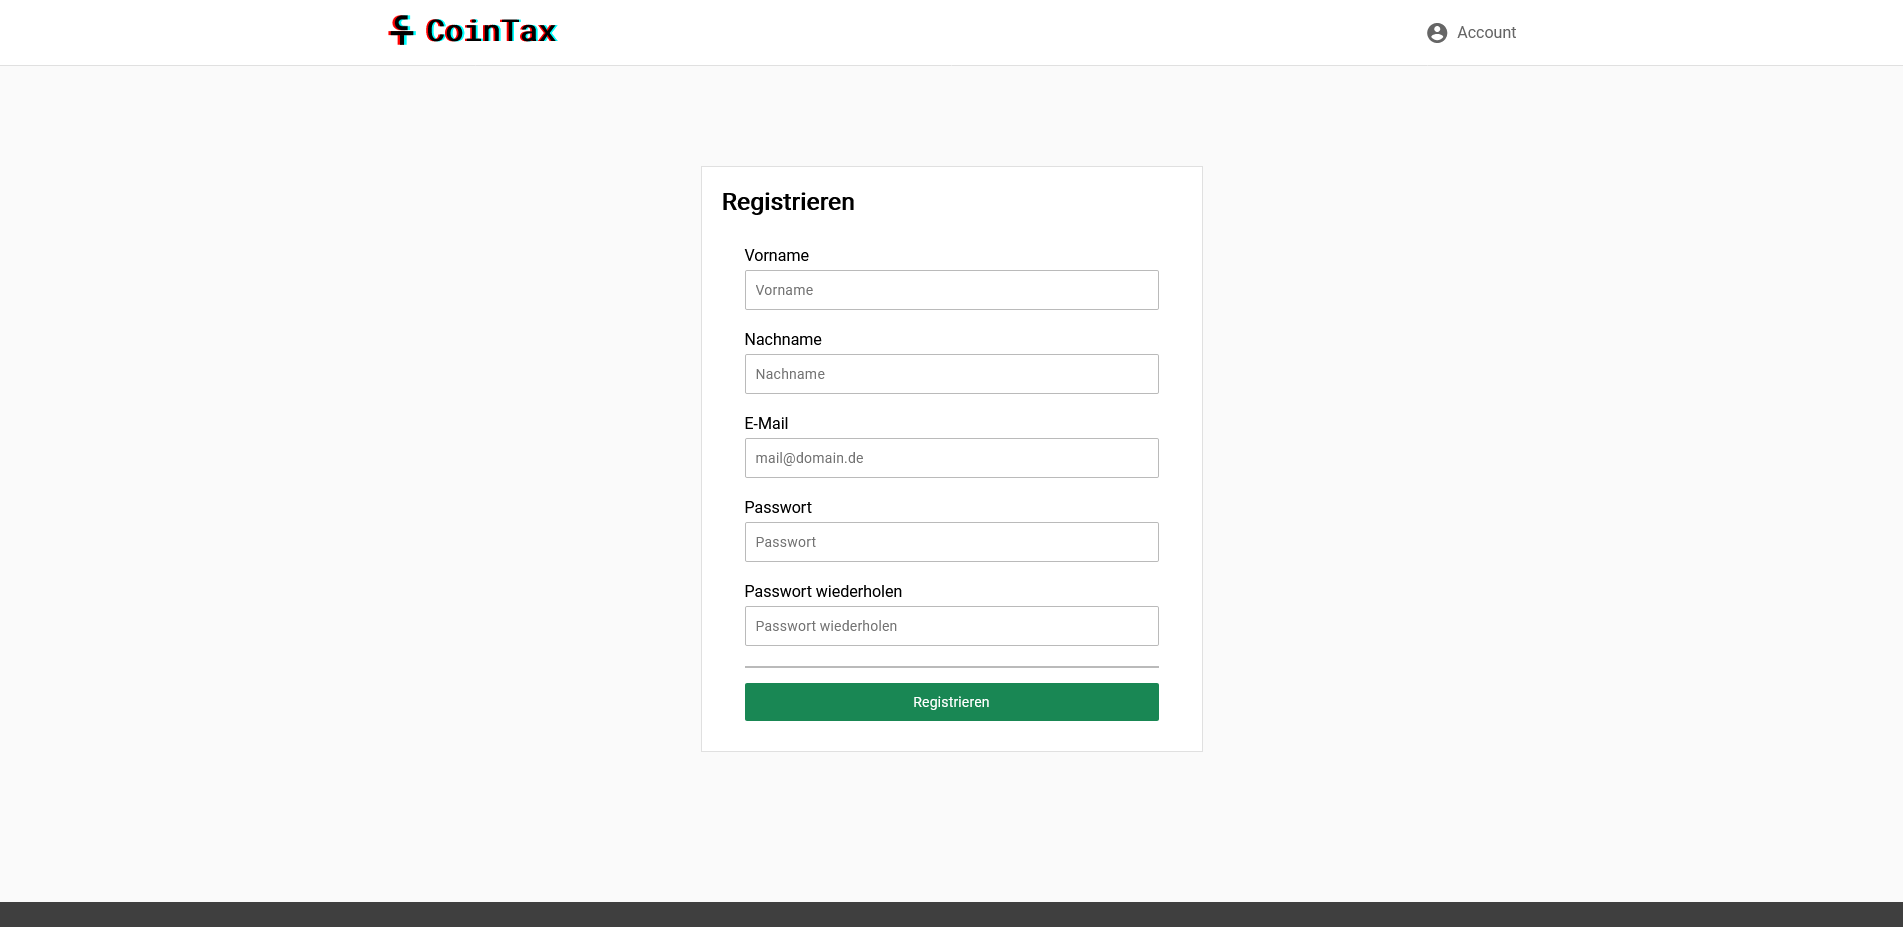 CoinTax
Account
Registrieren
Vorname
Vorname
Nachname
Nachname
E-Mail
mail@domain.de
Passwort
Passwort
Passwort wiederholen
Passwort wiederholen
Registrieren